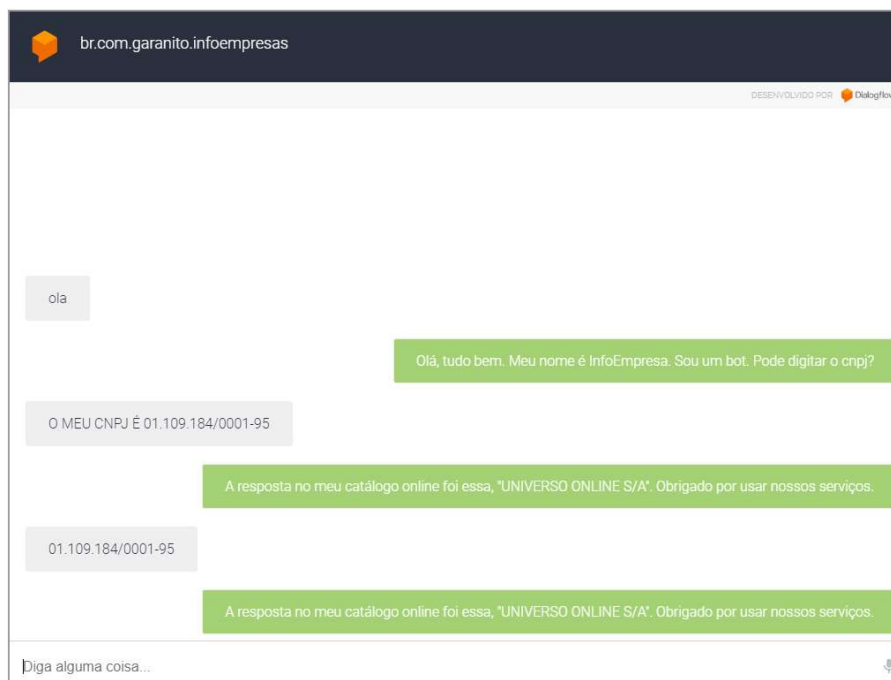 br.com.garanito.infoempresas
DESENVOLVIDO POR Dialogflow
ola
Olá, tudo bem. Meu nome é InfoEmpresa. Sou um bot. Pode digitar o cnpj?
O MEU CNPJ É 01.109.184/0001-95
A resposta no meu catálogo online foi essa, "UNIVERSO ONLINE S/A". Obrigado por usar nossos serviços.
01.109.184/0001-95
A resposta no meu catálogo online foi essa, "UNIVERSO ONLINE S/A". Obrigado por usar nossos serviços.
Diga alguma coisa...